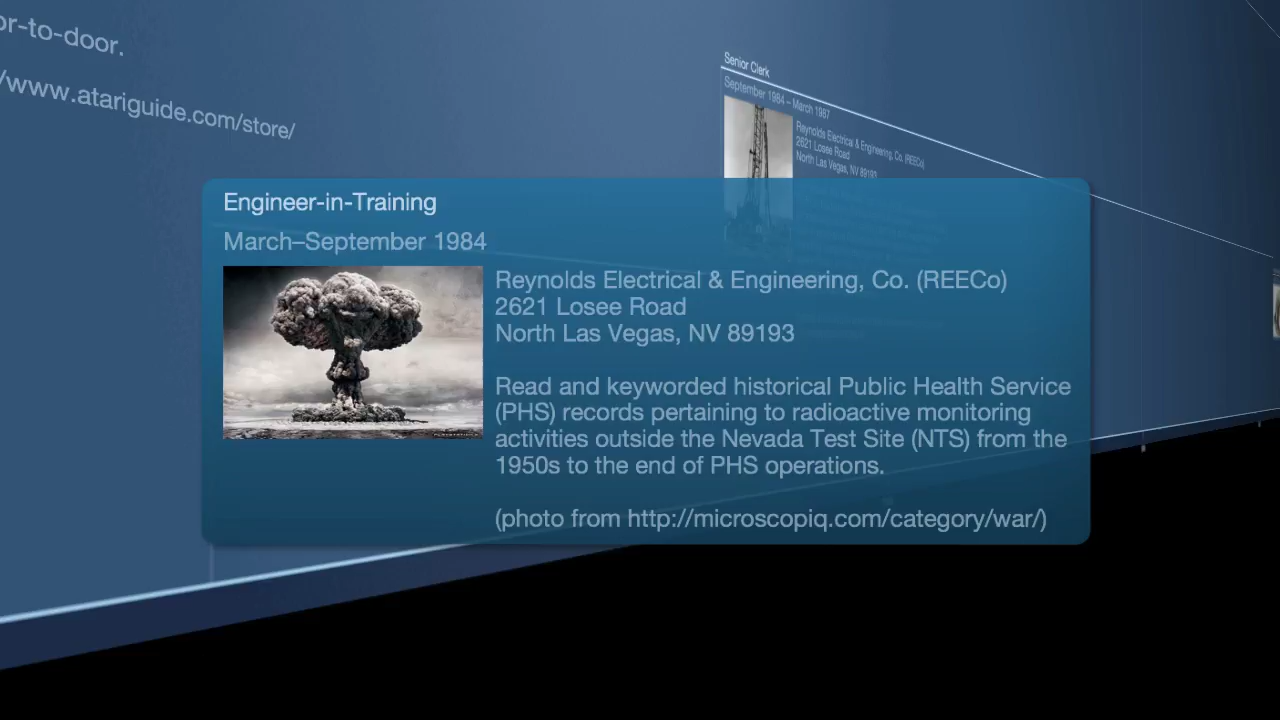 or-to-door.
/www.atariguide.com/store/
Senior Clerk
September 1984 – March 1987
Reynolds Electrical & Engineering, Co. (REECo)
2621 Losee Road
North Las Vegas, NV 89193
Engineer-in-Training
March–September 1984
Reynolds Electrical & Engineering, Co. (REECo)
2621 Losee Road
North Las Vegas, NV 89193
Read and keyworded historical Public Health Service
(PHS) records pertaining to radioactive monitoring
activities outside the Nevada Test Site (NTS) from the
1950s to the end of PHS operations.
(photo from http://microscopiq.com/category/war/)